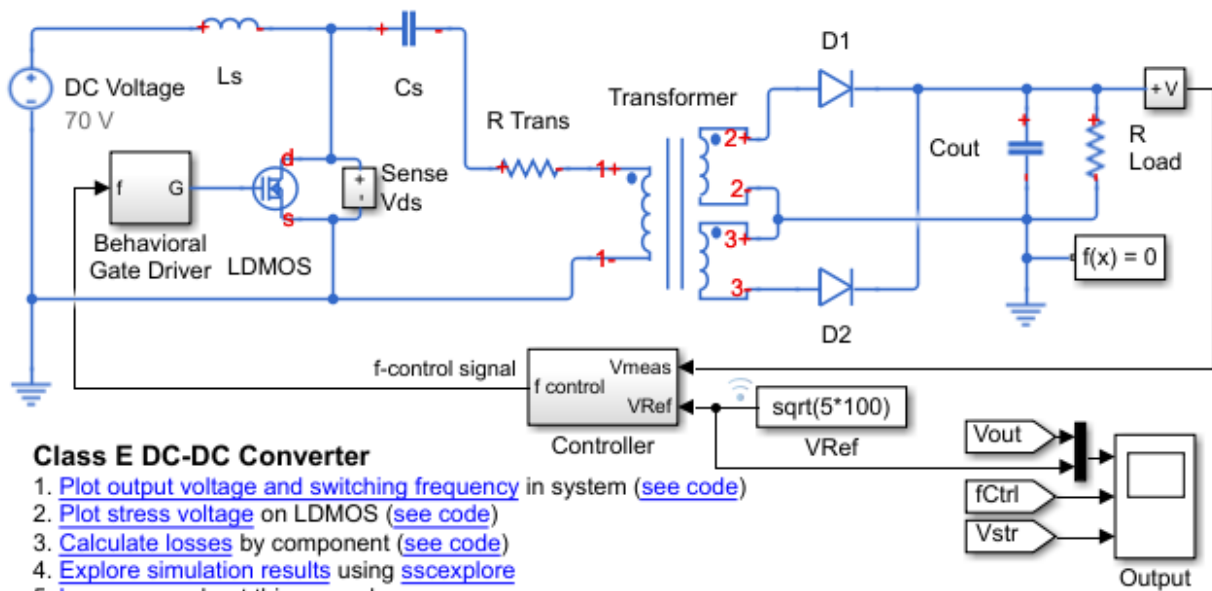 DC Voltage
70 V
+
-
+
-
Ls
+
-
Cs
R Trans
+
-
Transformer
1+
1-
2+
2-
3+
3-
D1
D2
Cout
+
-
R
Load
+
-
+ V
f(x) = 0
f
G
Behavioral
Gate Driver
d
s
LDMOS
+
-
Sense
Vds
f-control signal
f control
Vmeas
VRef
Controller
sqrt(5*100)
VRef
Vout
fCtrl
Vstr
Output
Class E DC-DC Converter
1. Plot output voltage and switching frequency in system (see code)
2. Plot stress voltage on LDMOS (see code)
3. Calculate losses by component (see code)
4. Explore simulation results using sscexplore